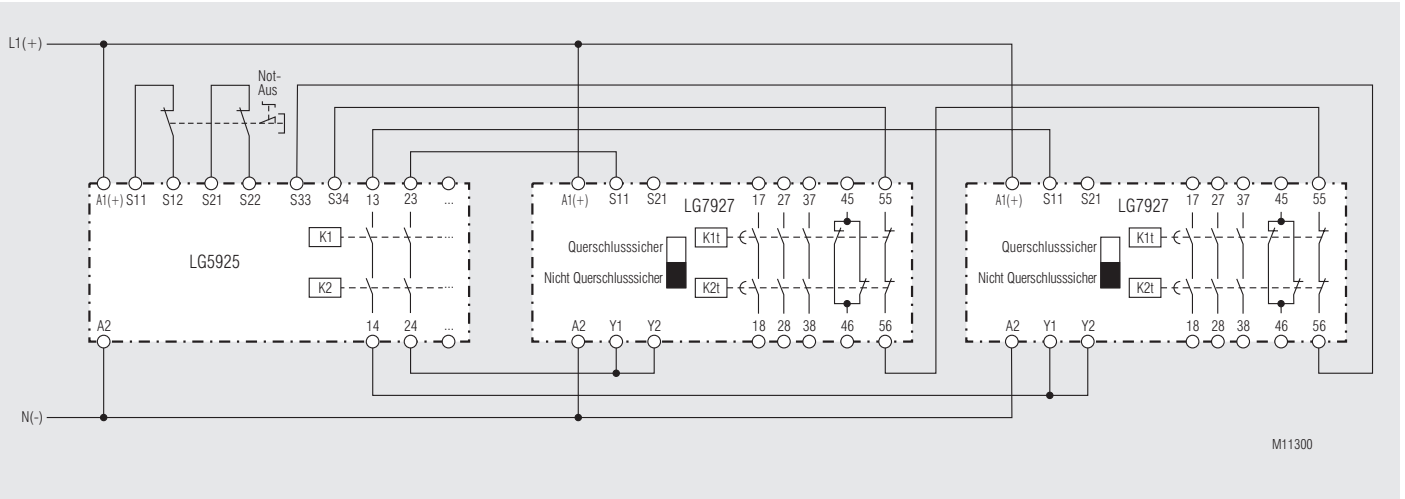 L1(+)
Not-
Aus
A1(+) S11 S12 S21 S22 S33 S34 13 23 ...
K1 ...
LG5925
K2 ...
A2 14 24 ...
A1(+) S11 S21 LG7927 17 27 37 45 55
Querschlusssicher K1t
Nicht Querschlusssicher K2t
A2 Y1 Y2 18 28 38 46 56
A1(+) S11 S21 LG7927 17 27 37 45 55
Querschlusssicher K1t
Nicht Querschlusssicher K2t
A2 Y1 Y2 18 28 38 46 56
N(-)
M11300